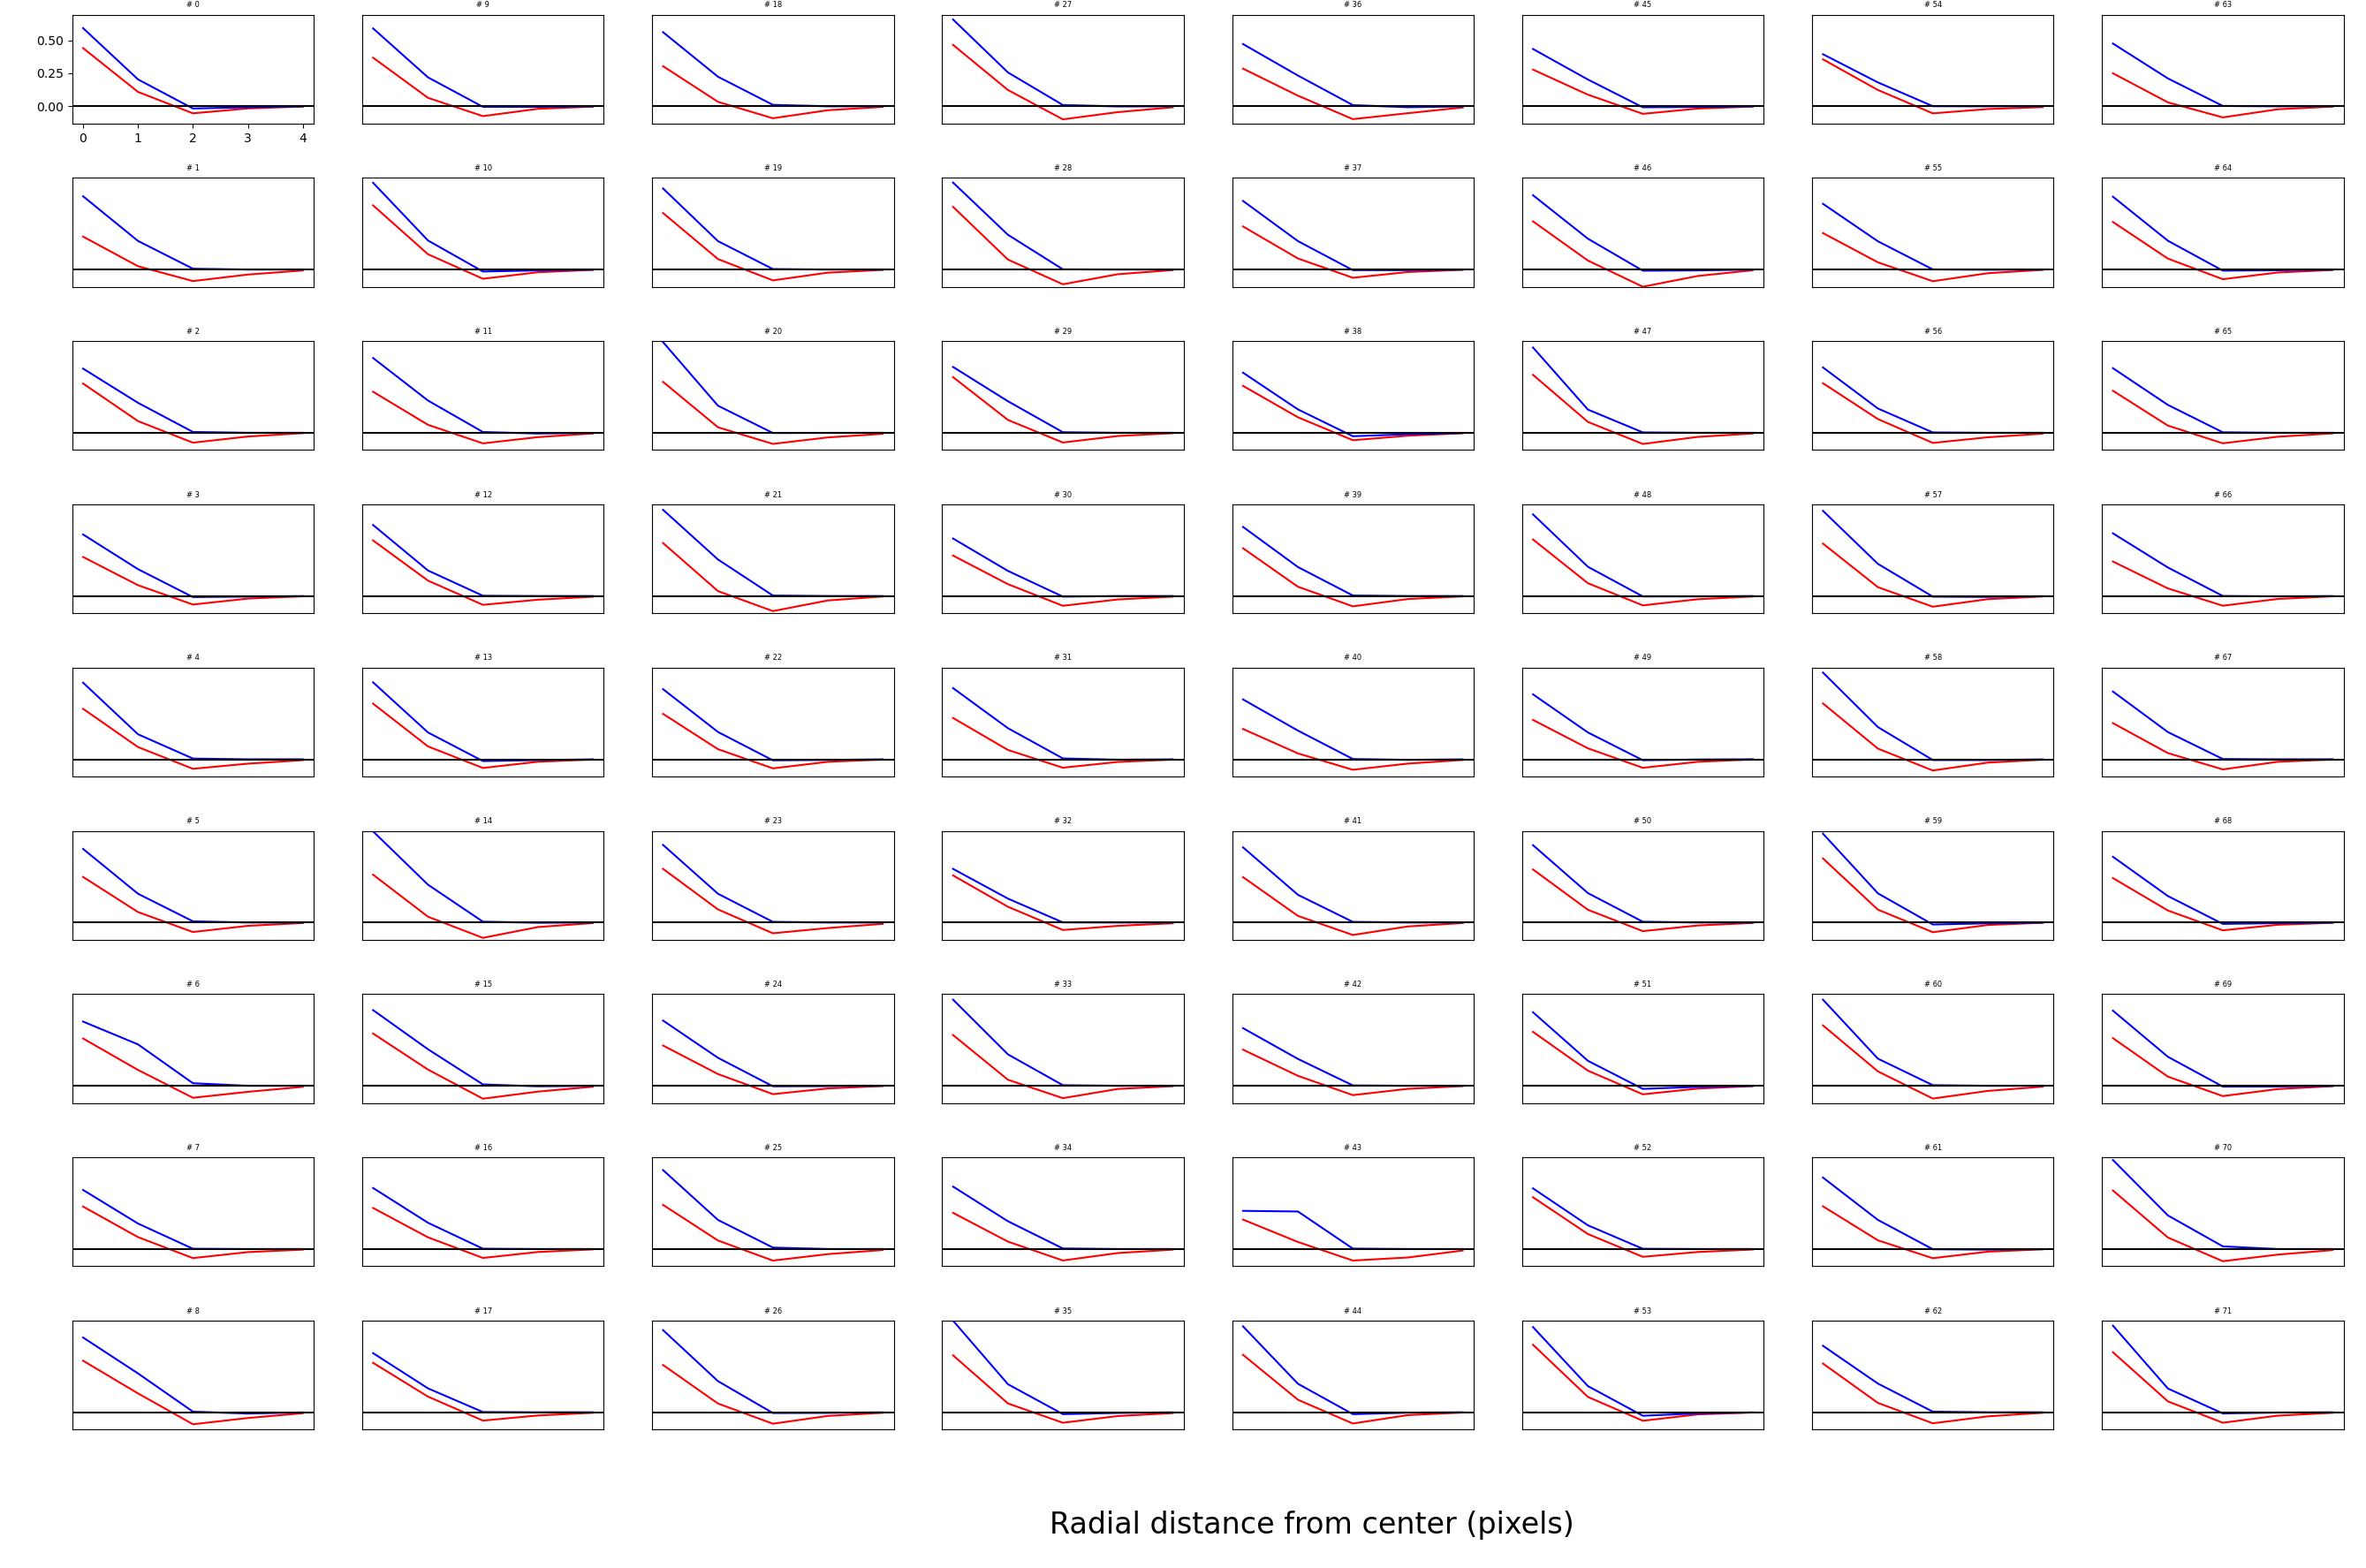 # 0 # 9 # 18 # 27 # 36 # 45 # 54 # 63
0.50
0.25
0.00
0 1 2 3 4
# 1 # 10 # 19 # 28 # 37 # 46 # 55 # 64
# 2 # 11 # 20 # 29 # 38 # 47 # 56 # 65
# 3 # 12 # 21 # 30 # 39 # 48 # 57 # 66
# 4 # 13 # 22 # 31 # 40 # 49 # 58 # 67
# 5 # 14 # 23 # 32 # 41 # 50 # 59 # 68
# 6 # 15 # 24 # 33 # 42 # 51 # 60 # 69
# 7 # 16 # 25 # 34 # 43 # 52 # 61 # 70
# 8 # 17 # 26 # 35 # 44 # 53 # 62 # 71
Radial distance from center (pixels)